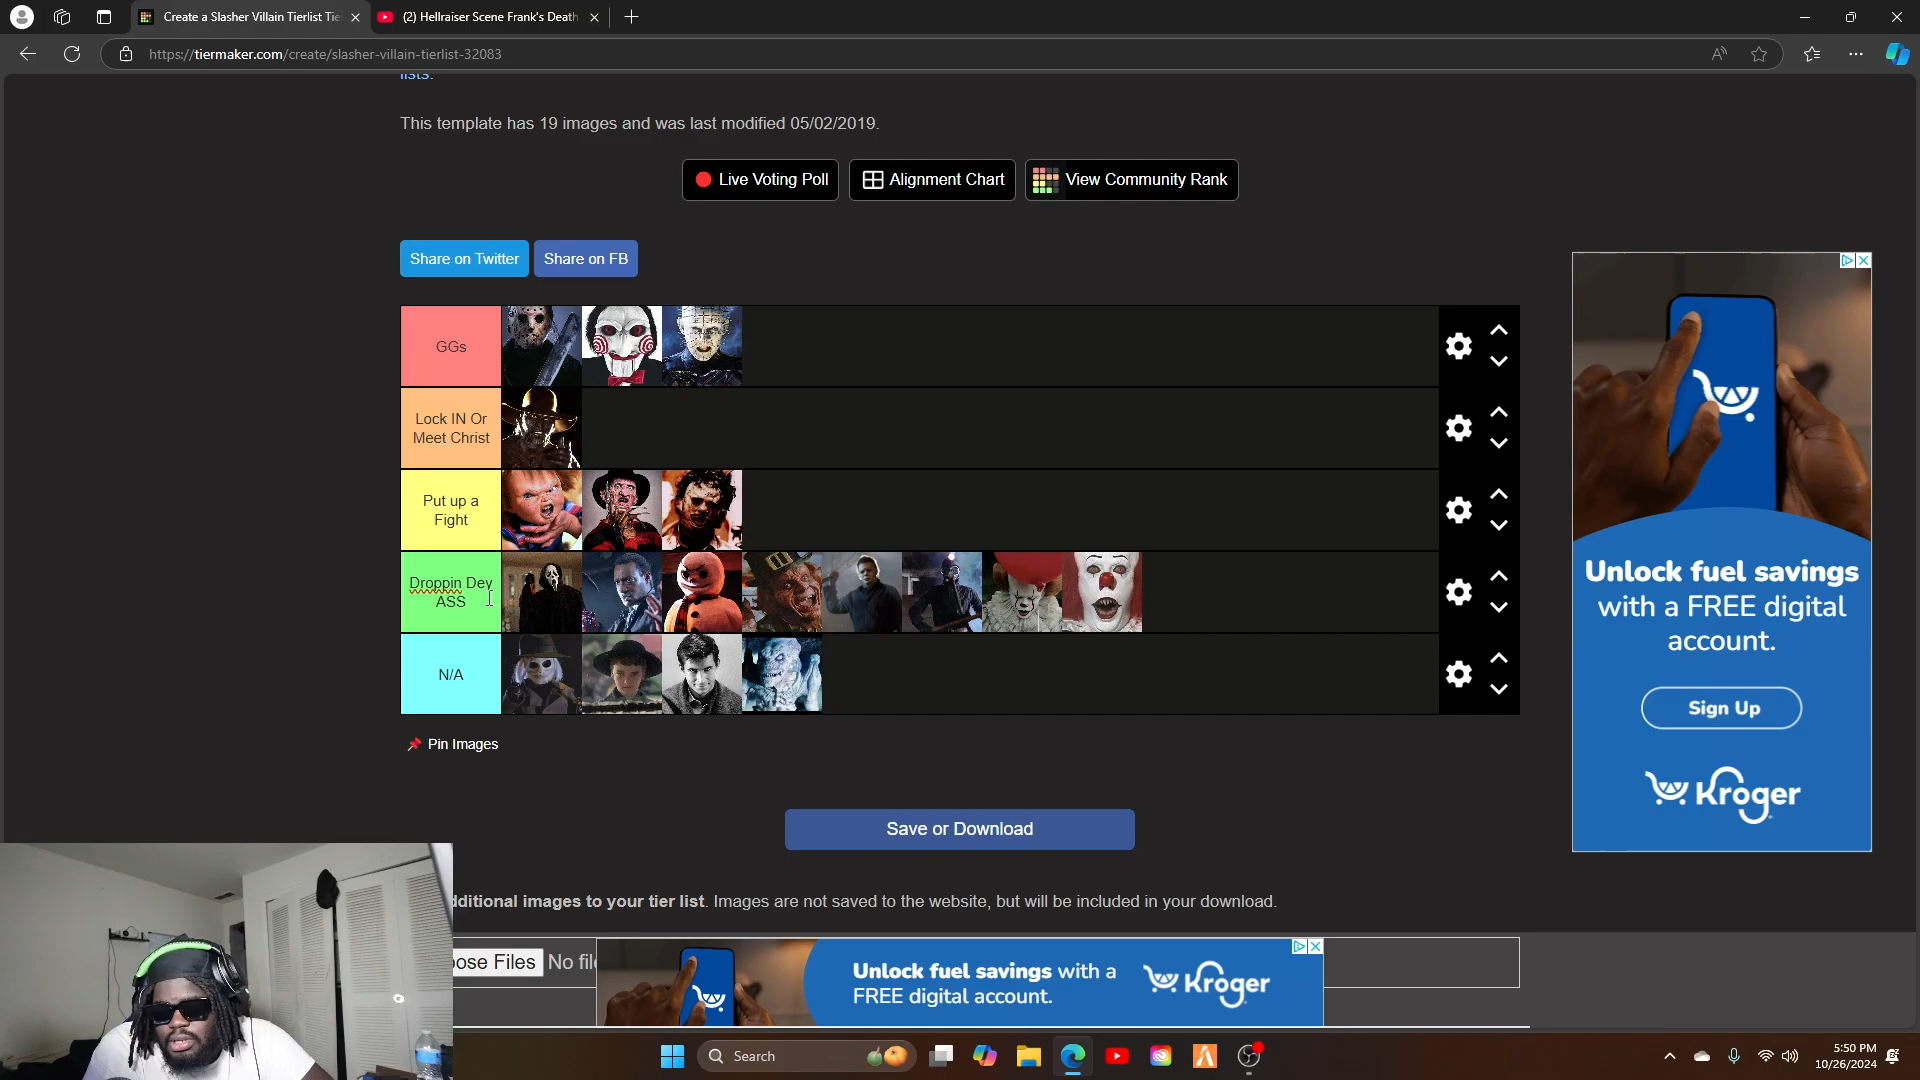 Create a Slasher Villain Tierlist Tie
(2) Hellraiser Scene Frank's Death
https://tiermaker.com/create/slasher-villain-tierlist-32083
lists.
This template has 19 images and was last modified 05/02/2019.
Live Voting Poll
Alignment Chart
View Community Rank
Share on Twitter
Share on FB
GGs
Lock IN Or
Meet Christ
Put up a
Fight
Droppin Dey
ASS
N/A
Pin Images
Save or Download
dditional images to your tier list. Images are not saved to the website, but will be included in your download.
oose Files No file
Unlock fuel savings
with a FREE digital
account.
Sign Up
Kroger
Unlock fuel savings with a
FREE digital account.
Kroger
Search
5:50 PM
10/26/2024